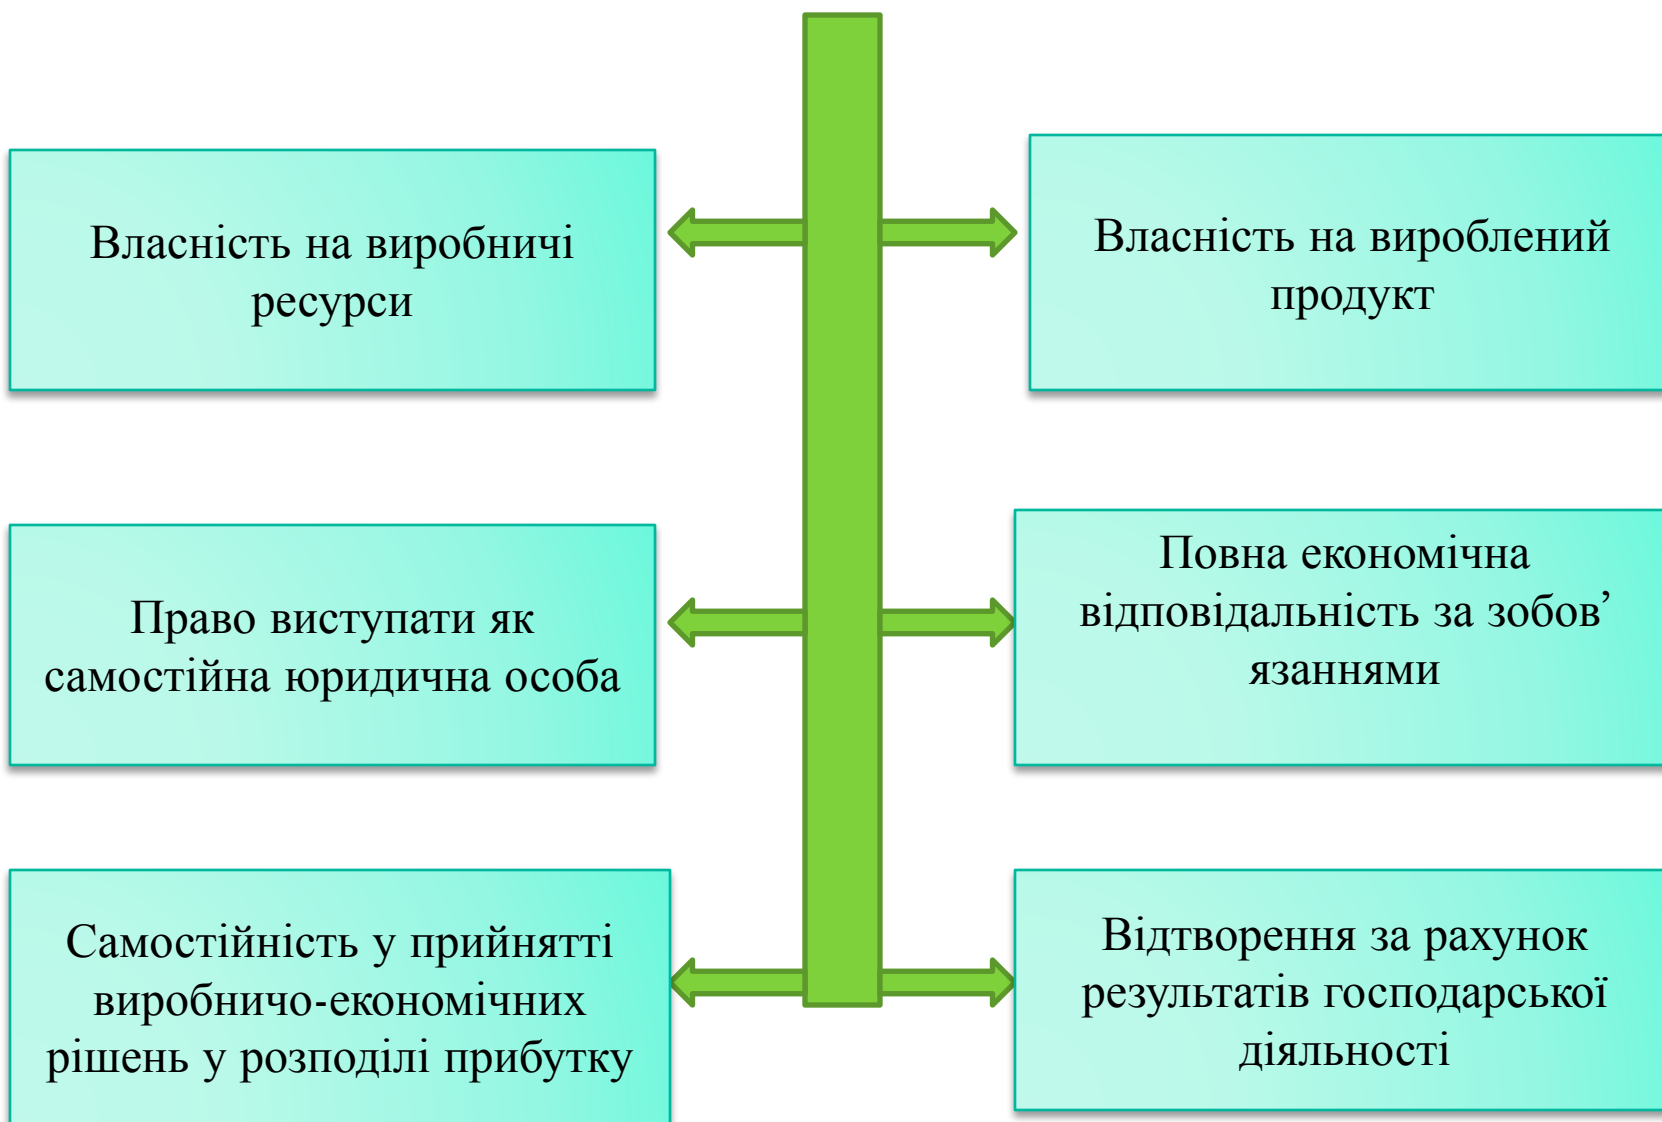 Власність на виробничі
ресурси
Власність на вироблений
продукт
Право виступати як
самостійна юридична особа
Повна економічна
відповідальність за зобов’
язаннями
Самостійність у прийнятті
виробничо-економічних
рішень у розподілі прибутку
Відтворення за рахунок
результатів господарської
діяльності